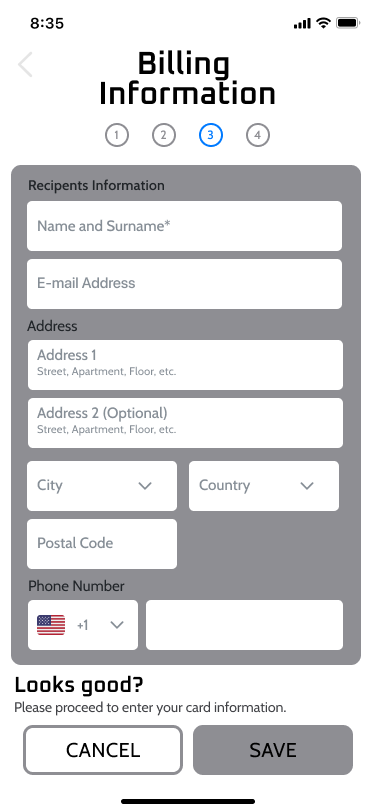 8:35
Billing
Information
1 2 3 4
Recipents Information
Name and Surname*
E-mail Address
Address
Address 1
Street, Apartment, Floor, etc.
Address 2 (Optional)
Street, Apartment, Floor, etc.
City Country
Postal Code
Phone Number
+1
Looks good?
Please proceed to enter your card information.
CANCEL SAVE